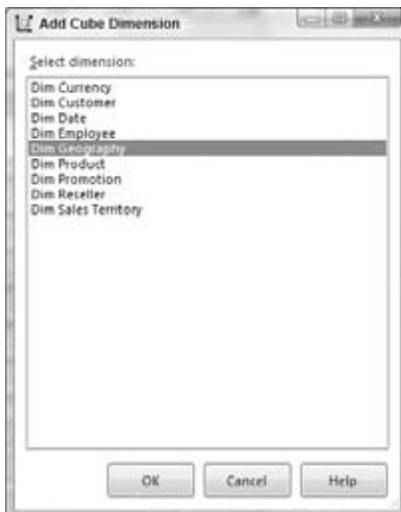 Add Cube Dimension
Select dimension:
Dim Currency
Dim Customer
Dim Date
Dim Employee
Dim Geography
Dim Product
Dim Promotion
Dim Reseller
Dim Sales Territory
OK
Cancel
Help